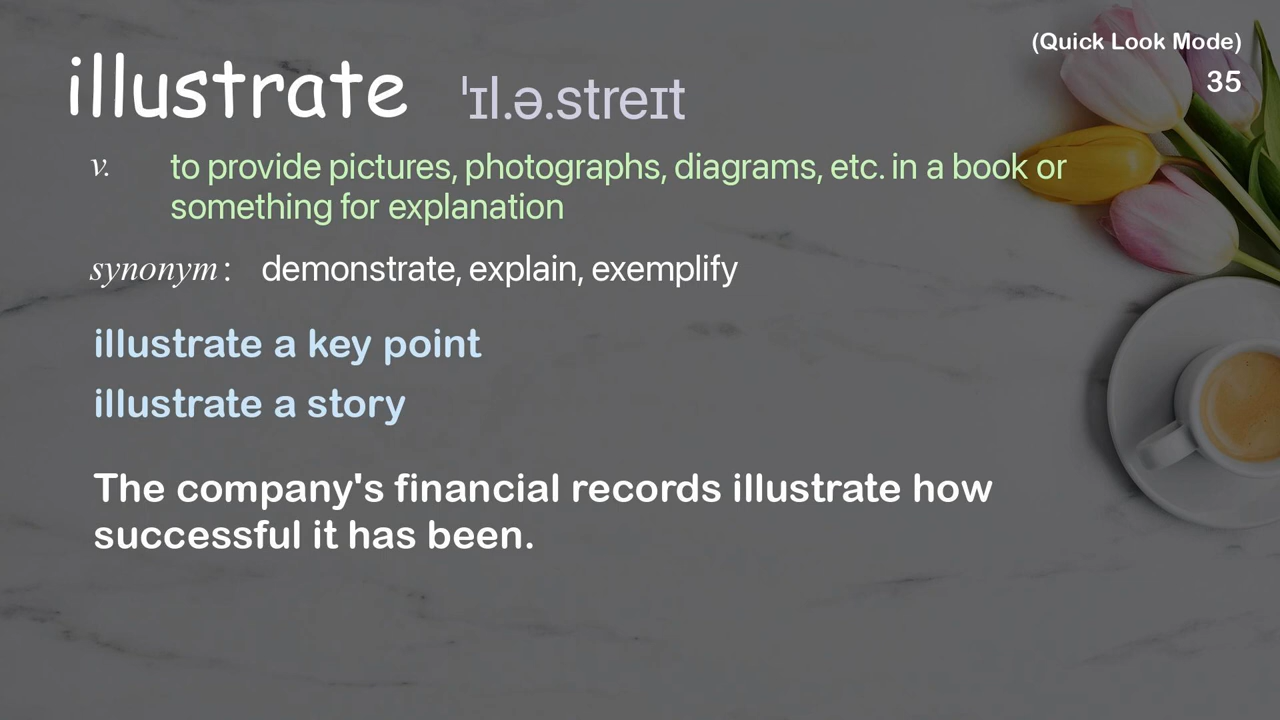 (Quick Look Mode)
35
illustrate ˈɪl.ə.streɪt
v. to provide pictures, photographs, diagrams, etc. in a book or
something for explanation
synonym: demonstrate, explain, exemplify
illustrate a key point
illustrate a story
The company's financial records illustrate how
successful it has been.